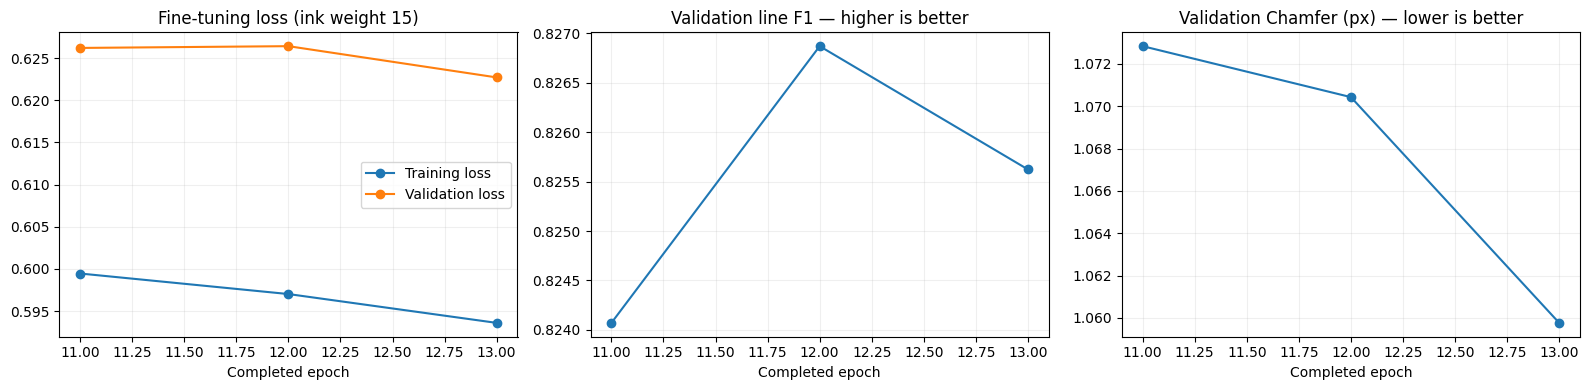 Fine-tuning loss (ink weight 15)
0.625
0.620
0.615
0.610
0.605
0.600
0.595
Training loss
Validation loss
11.00 11.25 11.50 11.75 12.00 12.25 12.50 12.75 13.00
Completed epoch
Validation line F1 — higher is better
0.8270
0.8265
0.8260
0.8255
0.8250
0.8245
0.8240
11.00 11.25 11.50 11.75 12.00 12.25 12.50 12.75 13.00
Completed epoch
Validation Chamfer (px) — lower is better
1.072
1.070
1.068
1.066
1.064
1.062
1.060
11.00 11.25 11.50 11.75 12.00 12.25 12.50 12.75 13.00
Completed epoch